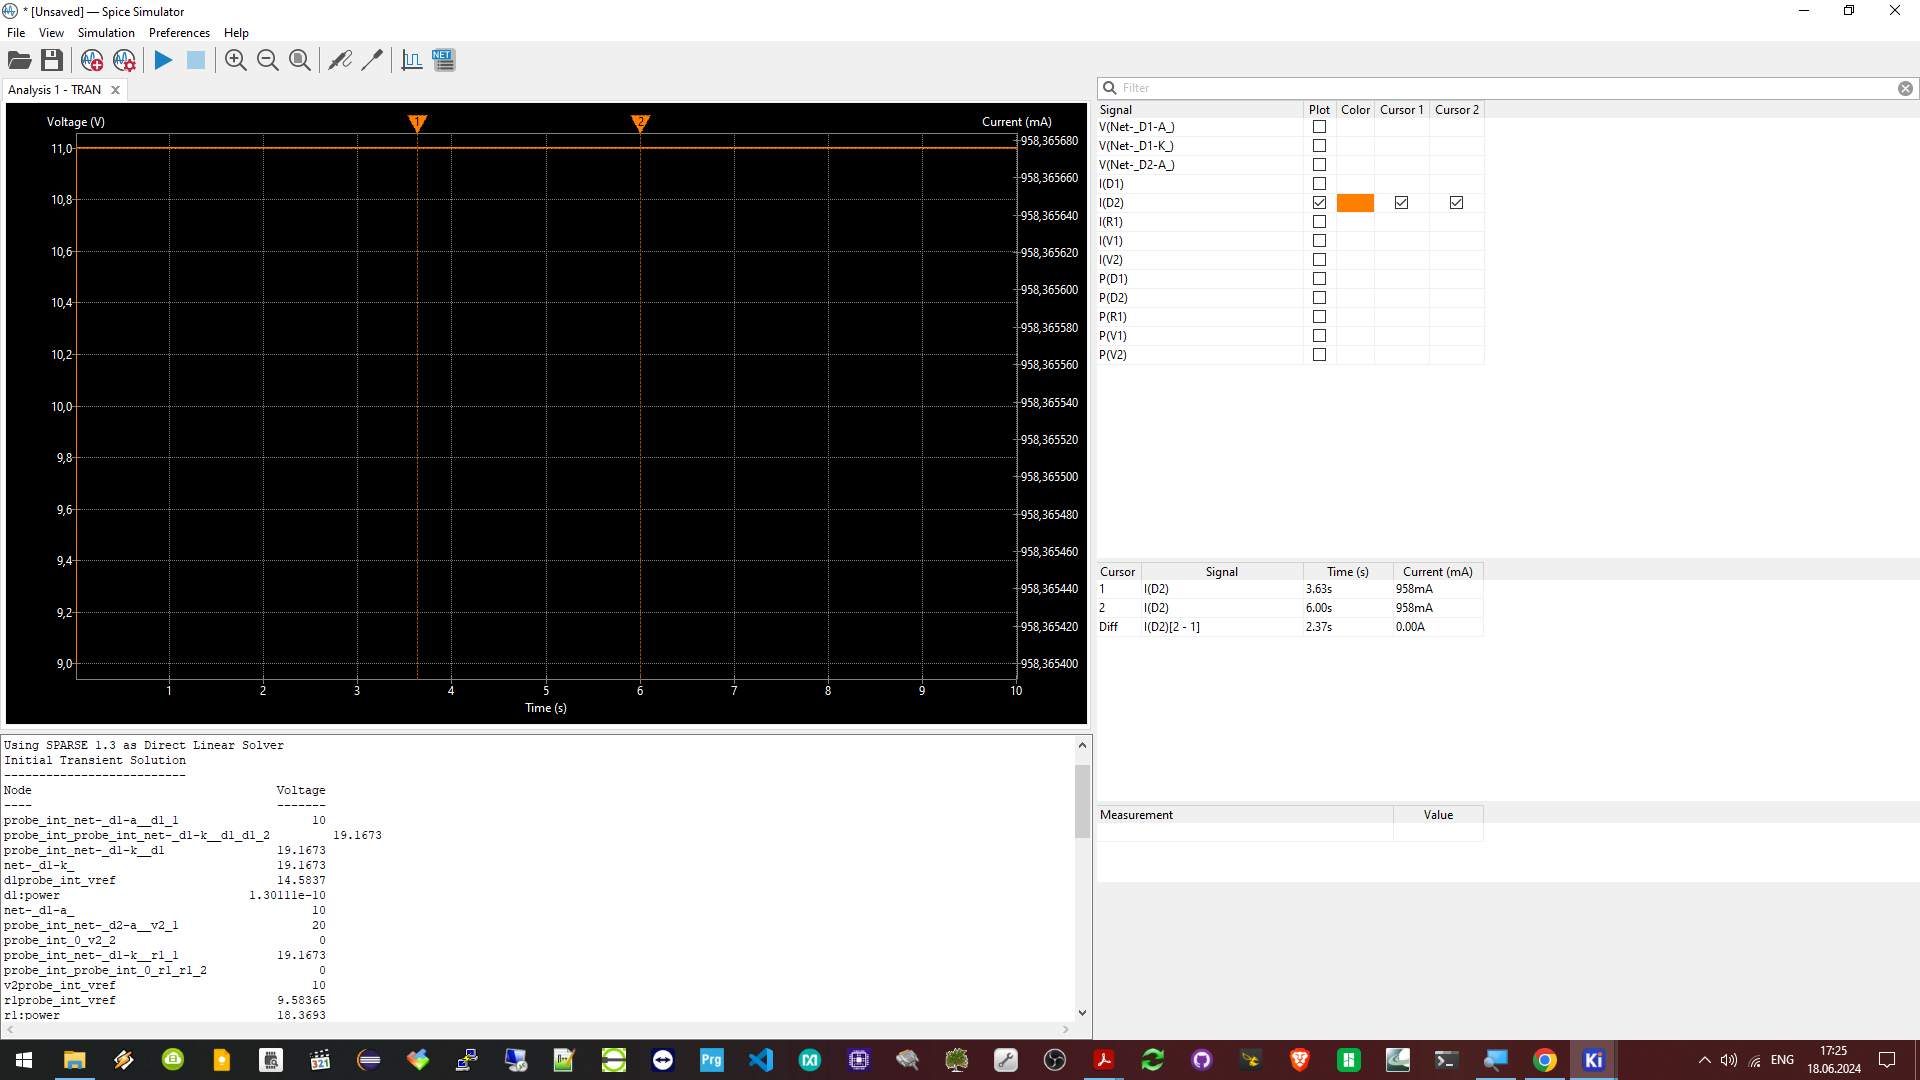 * [Unsaved] — Spice Simulator
File View Simulation Preferences Help
NET
Analysis 1 - TRAN
Voltage (V)
1
2
Current (mA)
11,0
10,8
10,6
10,4
10,2
10,0
9,8
9,6
9,4
9,2
9,0
958,365680
958,365660
958,365640
958,365620
958,365600
958,365580
958,365560
958,365540
958,365520
958,365500
958,365480
958,365460
958,365440
958,365420
958,365400
1 2 3 4 5 6 7 8 9 10
Time (s)
Filter
Signal Plot Color Cursor 1 Cursor 2
V(Net-_D1-A_)
V(Net-_D1-K_)
V(Net-_D2-A_)
I(D1)
I(D2)
I(R1)
I(V1)
I(V2)
P(D1)
P(D2)
P(R1)
P(V1)
P(V2)
Cursor Signal Time (s) Current (mA)
1 I(D2) 3.63s 958mA
2 I(D2) 6.00s 958mA
Diff I(D2)[2 - 1] 2.37s 0.00A
Measurement Value
Using SPARSE 1.3 as Direct Linear Solver
Initial Transient Solution
--------------------------
Node Voltage
---- -------
probe_int_net-_d1-a__d1_1 10
probe_int_probe_int_net-_d1-k__d1_d1_2 19.1673
probe_int_net-_d1-k__d1 19.1673
net-_d1-k_ 19.1673
d1probe_int_vref 14.5837
d1:power 1.30111e-10
net-_d1-a_ 10
probe_int_net-_d2-a__v2_1 20
probe_int_0_v2_2 0
probe_int_net-_d1-k__r1_1 19.1673
probe_int_probe_int_0_r1_r1_2 0
v2probe_int_vref 10
r1probe_int_vref 9.58365
r1:power 18.3693
321
Prg
Ki
ENG
17:25
18.06.2024